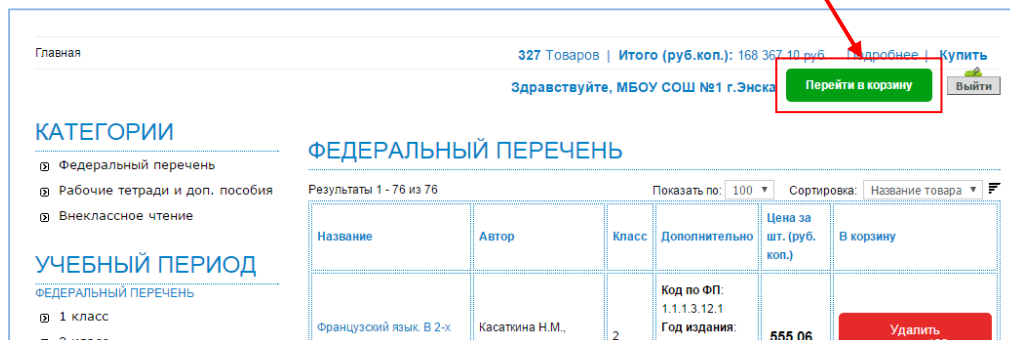 Главная
327 Товаров | Итого (руб.коп.): 168 367,10 руб. Подробнее | Купить
Здравствуйте, МБОУ СОШ №1 г.Энска
Перейти в корзину
Выйти
КАТЕГОРИИ
Федеральный перечень
Рабочие тетради и доп. пособия
Внеклассное чтение
УЧЕБНЫЙ ПЕРИОД
ФЕДЕРАЛЬНЫЙ ПЕРЕЧЕНЬ
1 класс
ФЕДЕРАЛЬНЫЙ ПЕРЕЧЕНЬ
Результаты 1 - 76 из 76
Показать по: 100
Сортировка: Название товара
Название
Автор
Класс
Дополнительно
Цена за
шт. (руб.
коп.)
В корзину
Французский язык. В 2-х
Касаткина Н.М.,
2
Код по ФП:
1.1.1.3.12.1
Год издания:
555,06
Удалить